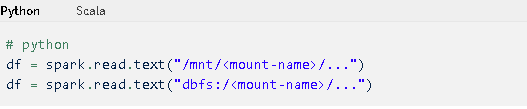 Python Scala
# python
df = spark.read.text("/mnt/<mount-name>/...")
df = spark.read.text("dbfs:/<mount-name>/...")